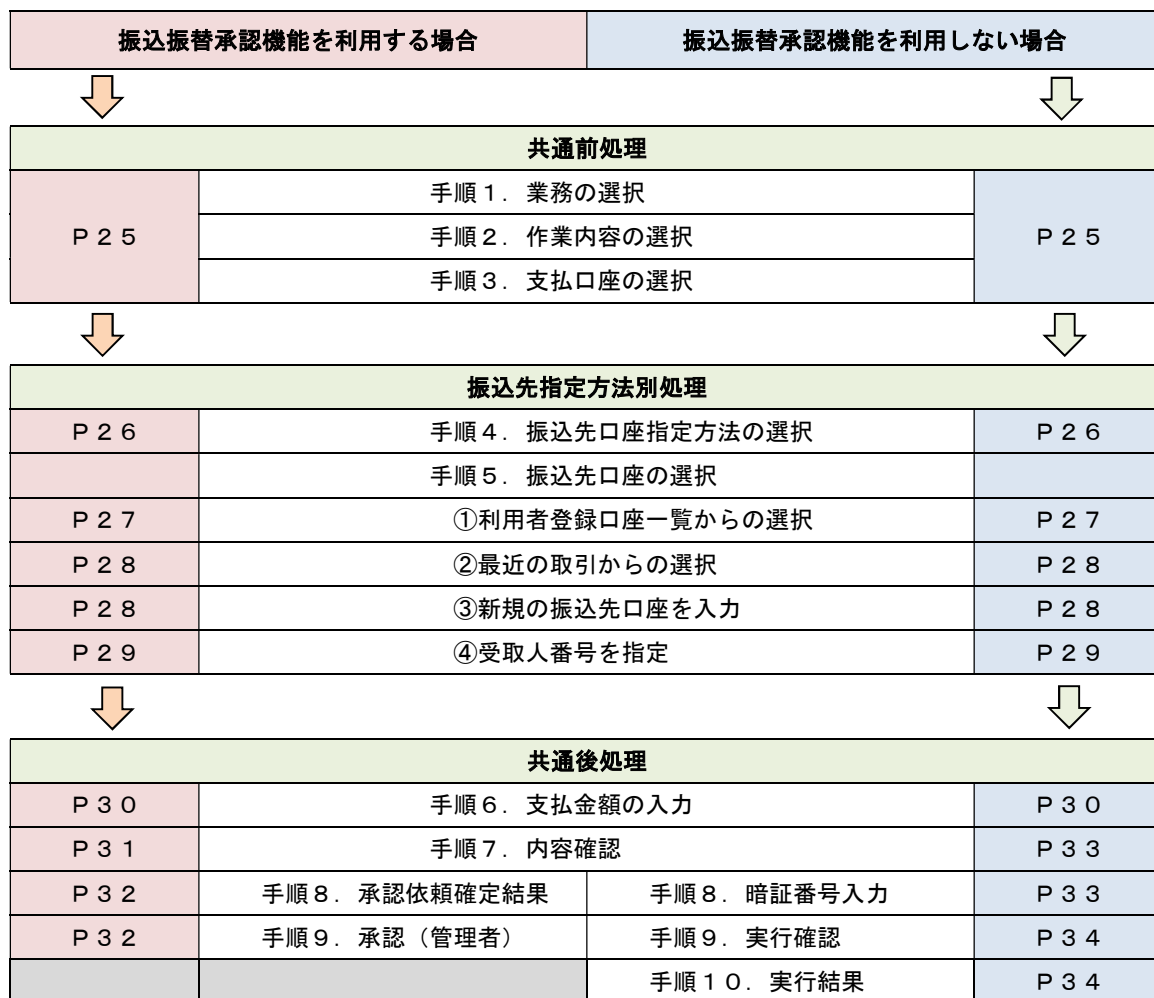 振込振替承認機能を利用する場合 振込振替承認機能を利用しない場合
共通前処理
手順１．業務の選択
Ｐ２５ 手順２．作業内容の選択 Ｐ２５
手順３．支払口座の選択
振込先指定方法別処理
Ｐ２６ 手順４．振込先口座指定方法の選択 Ｐ２６
手順５．振込先口座の選択
Ｐ２７ ①利用者登録口座一覧からの選択 Ｐ２７
Ｐ２８ ②最近の取引からの選択 Ｐ２８
Ｐ２８ ③新規の振込先口座を入力 Ｐ２８
Ｐ２９ ④受取人番号を指定 Ｐ２９
共通後処理
Ｐ３０ 手順６．支払金額の入力 Ｐ３０
Ｐ３１ 手順７．内容確認 Ｐ３３
Ｐ３２ 手順８．承認依頼確定結果 手順８．暗証番号入力 Ｐ３３
Ｐ３２ 手順９．承認（管理者） 手順９．実行確認 Ｐ３４
手順１０．実行結果 Ｐ３４